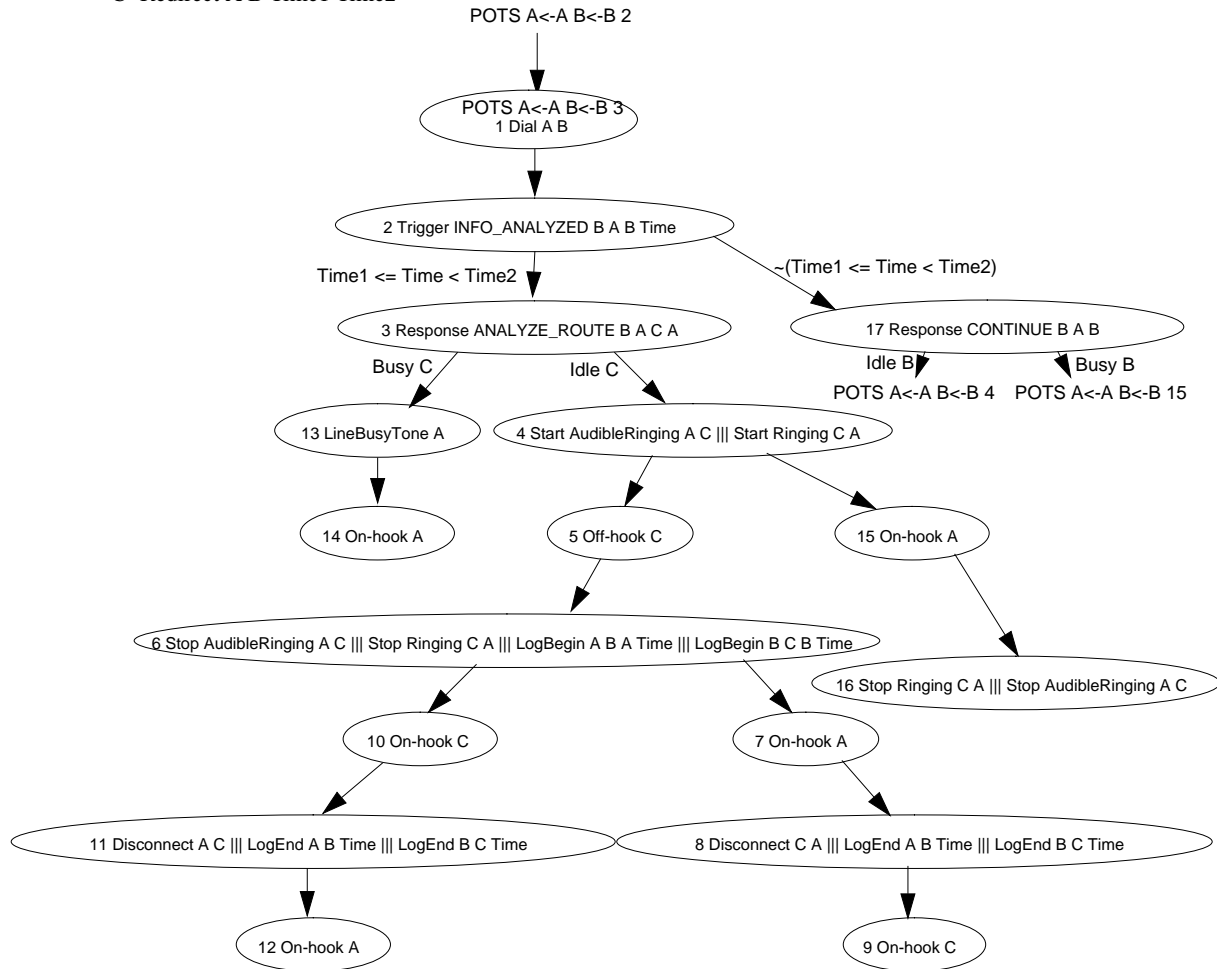 POTS A<-A B<-B 2
POTS A<-A B<-B 3
1 Dial A B
2 Trigger INFO_ANALYZED B A B Time
Time1 <= Time < Time2
~(Time1 <= Time < Time2)
3 Response ANALYZE_ROUTE B A C A
17 Response CONTINUE B A B
Busy C
Idle C
Idle B
Busy B
POTS A<-A B<-B 4
POTS A<-A B<-B 15
13 LineBusyTone A
4 Start AudibleRinging A C ||| Start Ringing C A
14 On-hook A
5 Off-hook C
15 On-hook A
6 Stop AudibleRinging A C ||| Stop Ringing C A ||| LogBegin A B A Time ||| LogBegin B C B Time
16 Stop Ringing C A ||| Stop AudibleRinging A C
10 On-hook C
7 On-hook A
11 Disconnect A C ||| LogEnd A B Time ||| LogEnd B C Time
8 Disconnect C A ||| LogEnd A B Time ||| LogEnd B C Time
12 On-hook A
9 On-hook C